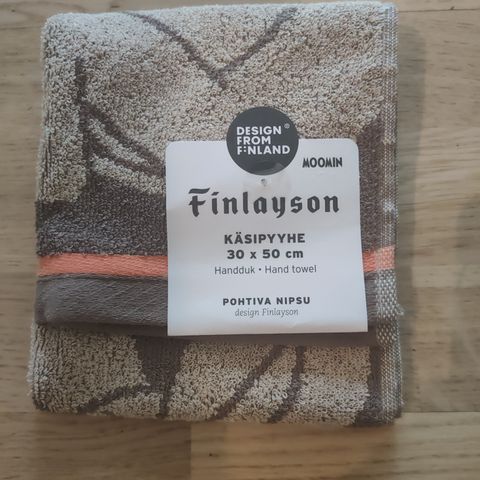 DESIGN ®
FROM
FINLAND
MOOMIN
Finlayson
KÄSIPYYHE
30 x 50 cm
Handduk • Hand towel
POHTIVA NIPSU
design Finlayson